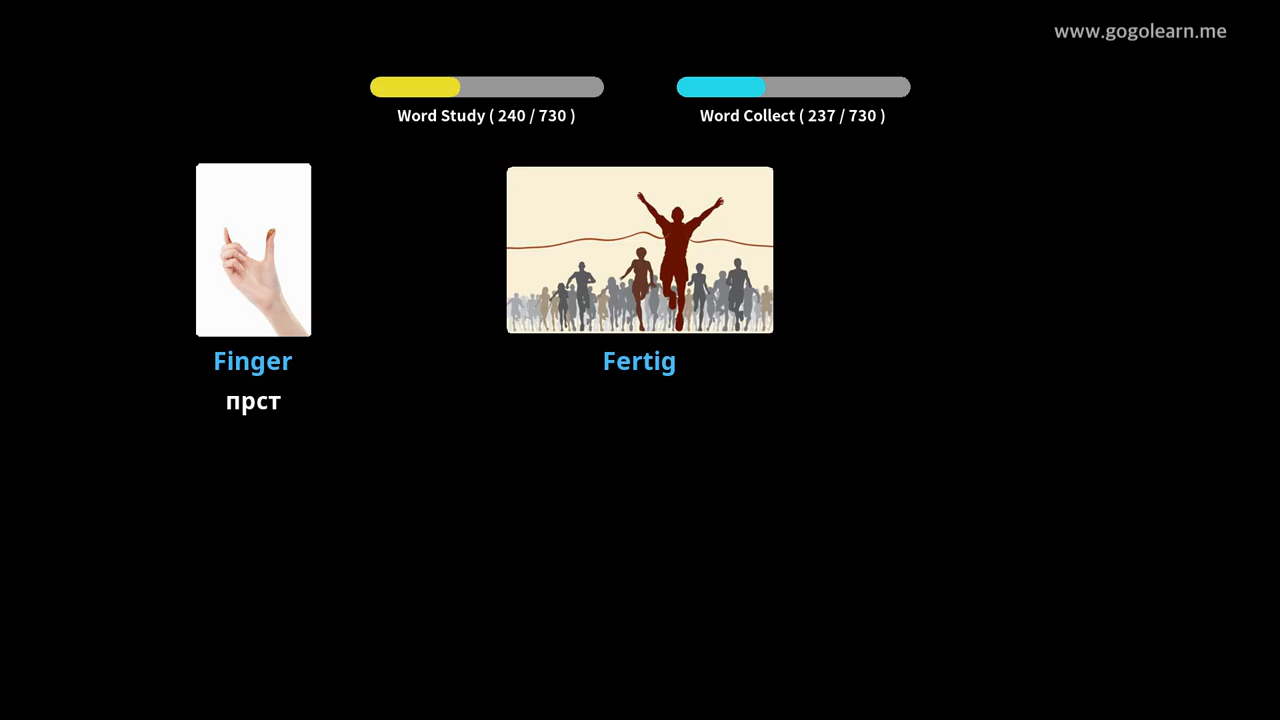 www.gogolearn.me
Word Study ( 240 / 730 )
Word Collect ( 237 / 730 )
Finger
прст
Fertig